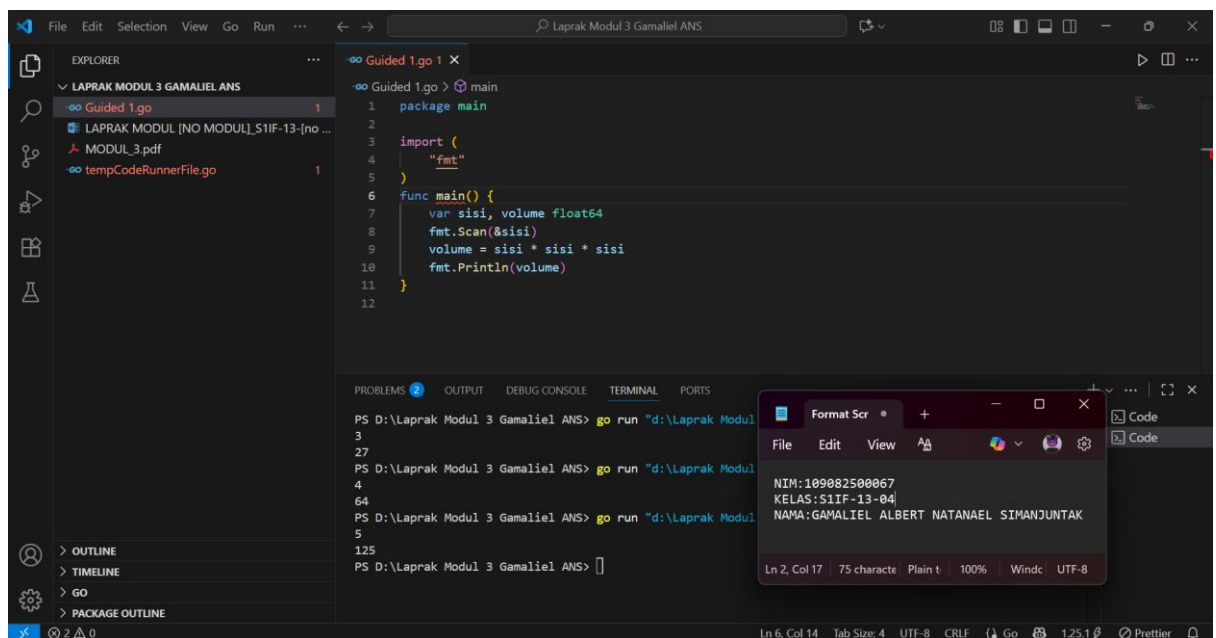 File Edit Selection View Go Run ... Laprak Modul 3 Gamaliel ANS
EXPLORER
LAPRAK MODUL 3 GAMALIEL ANS
Guided 1.go 1
LAPRAK MODUL [NO MODUL]_S1IF-13-[no ...
MODUL_3.pdf
tempCodeRunnerFile.go 1
OUTLINE
TIMELINE
GO
PACKAGE OUTLINE
Guided 1.go 1
Guided 1.go > main
1 package main
2
3 import (
4 "fmt"
5 )
6 func main() {
7 var sisi, volume float64
8 fmt.Scan(&sisi)
9 volume = sisi * sisi * sisi
10 fmt.Println(volume)
11 }
12
PROBLEMS 2 OUTPUT DEBUG CONSOLE TERMINAL PORTS
PS D:\Laprak Modul 3 Gamaliel ANS> go run "d:\Laprak Modul
3
27
PS D:\Laprak Modul 3 Gamaliel ANS> go run "d:\Laprak Modul
4
64
PS D:\Laprak Modul 3 Gamaliel ANS> go run "d:\Laprak Modul
5
125
PS D:\Laprak Modul 3 Gamaliel ANS>
Code
Code
Format Scr
File Edit View
NIM:109082500067
KELAS:S1IF-13-04
NAMA:GAMALIEL ALBERT NATANAEL SIMANJUNTAK
Ln 2, Col 17 75 characte Plain t 100% Windc UTF-8
2 0 Ln 6, Col 14 Tab Size: 4 UTF-8 CRLF Go 1.25.1 Prettier